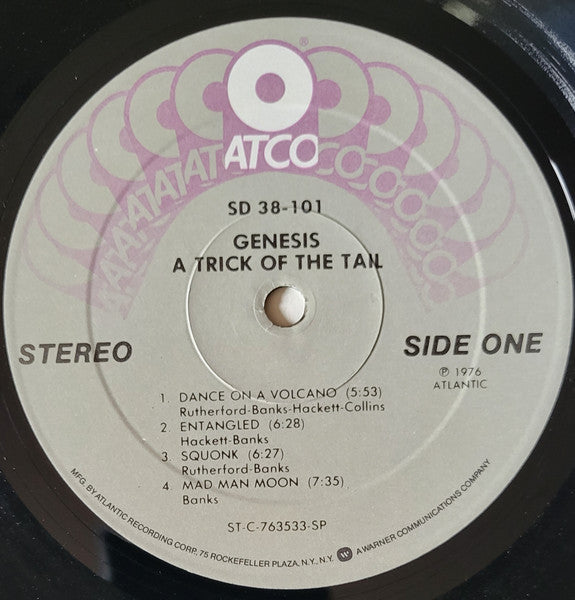 ®
ATCO
SD 38-101
GENESIS
A TRICK OF THE TAIL
STEREO
SIDE ONE
℗ 1976
ATLANTIC
1. DANCE ON A VOLCANO (5:53)
Rutherford-Banks-Hackett-Collins
2. ENTANGLED (6:28)
Hackett-Banks
3. SQUONK (6:27)
Rutherford-Banks
4. MAD MAN MOON (7:35)
Banks
ST-C-763533-SP
MFG. BY ATLANTIC RECORDING CORP., 75 ROCKEFELLER PLAZA, N.Y., N.Y. A WARNER COMMUNICATIONS COMPANY